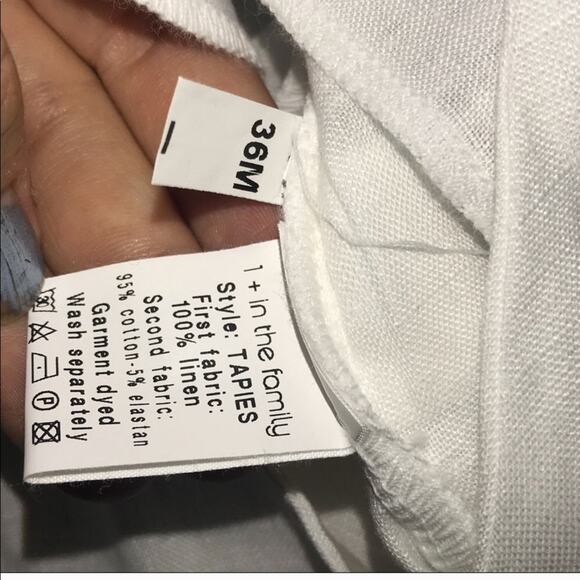 36M
1 + in the family
Style: TAPIES
First fabric:
100% linen
Second fabric:
95% cotton-5% elastan
Garment dyed
Wash separately
P